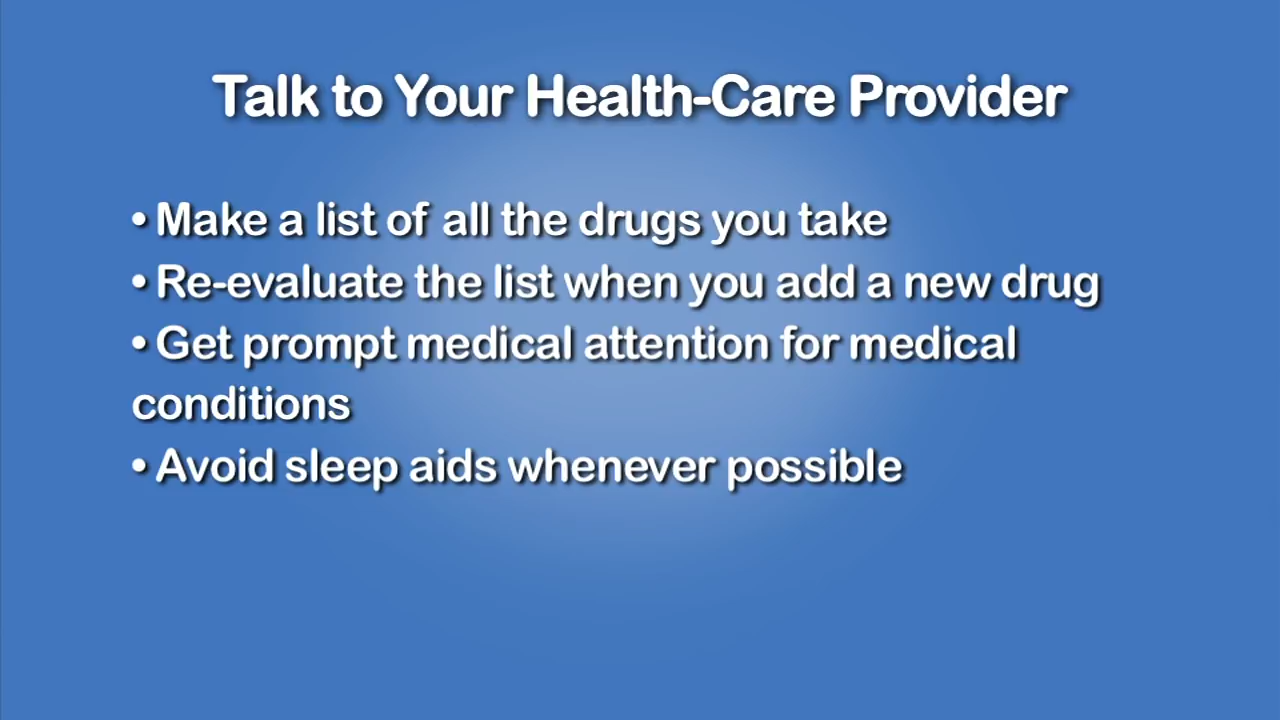 Talk to Your Health-Care Provider
• Make a list of all the drugs you take
• Re-evaluate the list when you add a new drug
• Get prompt medical attention for medical
conditions
• Avoid sleep aids whenever possible